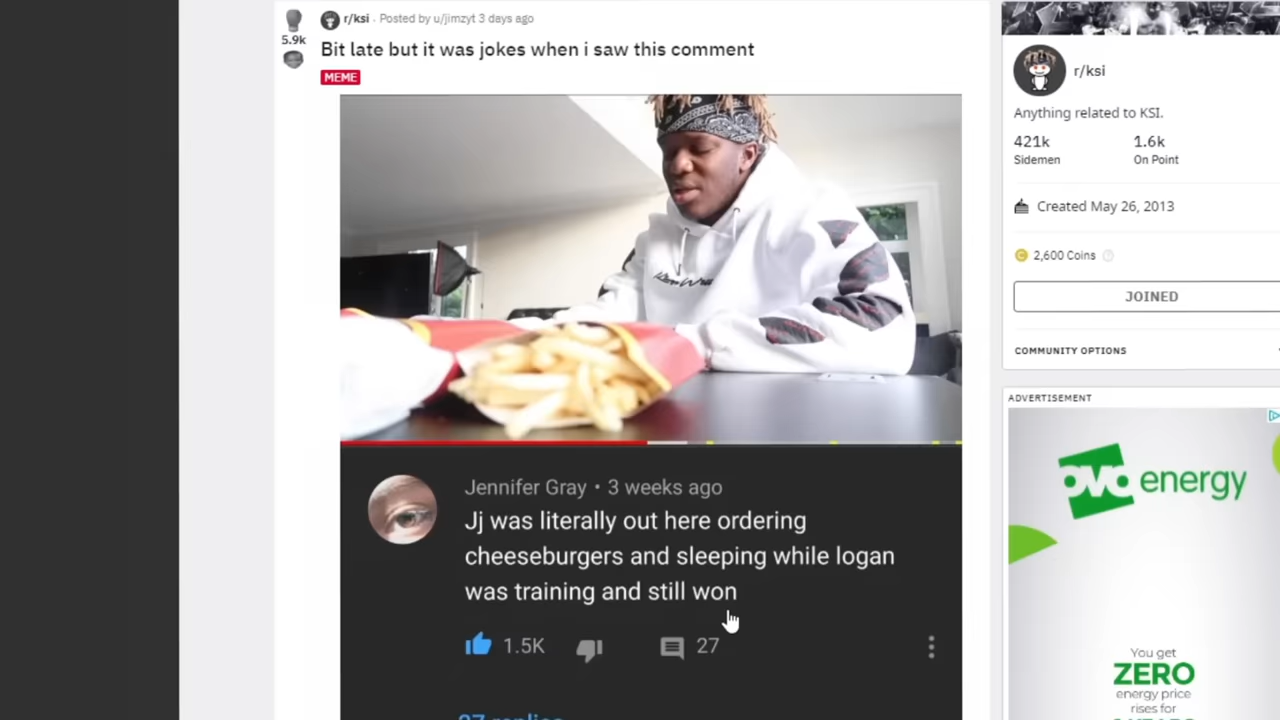 r/ksi · Posted by u/jimzyt 3 days ago
5.9k
Bit late but it was jokes when i saw this comment
MEME
Jennifer Gray • 3 weeks ago
Jj was literally out here ordering
cheeseburgers and sleeping while logan
was training and still won
1.5K
27
27 replies
r/ksi
Anything related to KSI.
421k
1.6k
Sidemen
On Point
Created May 26, 2013
2,600 Coins
JOINED
COMMUNITY OPTIONS
ADVERTISEMENT
ovo energy
You get
ZERO
energy price
rises for